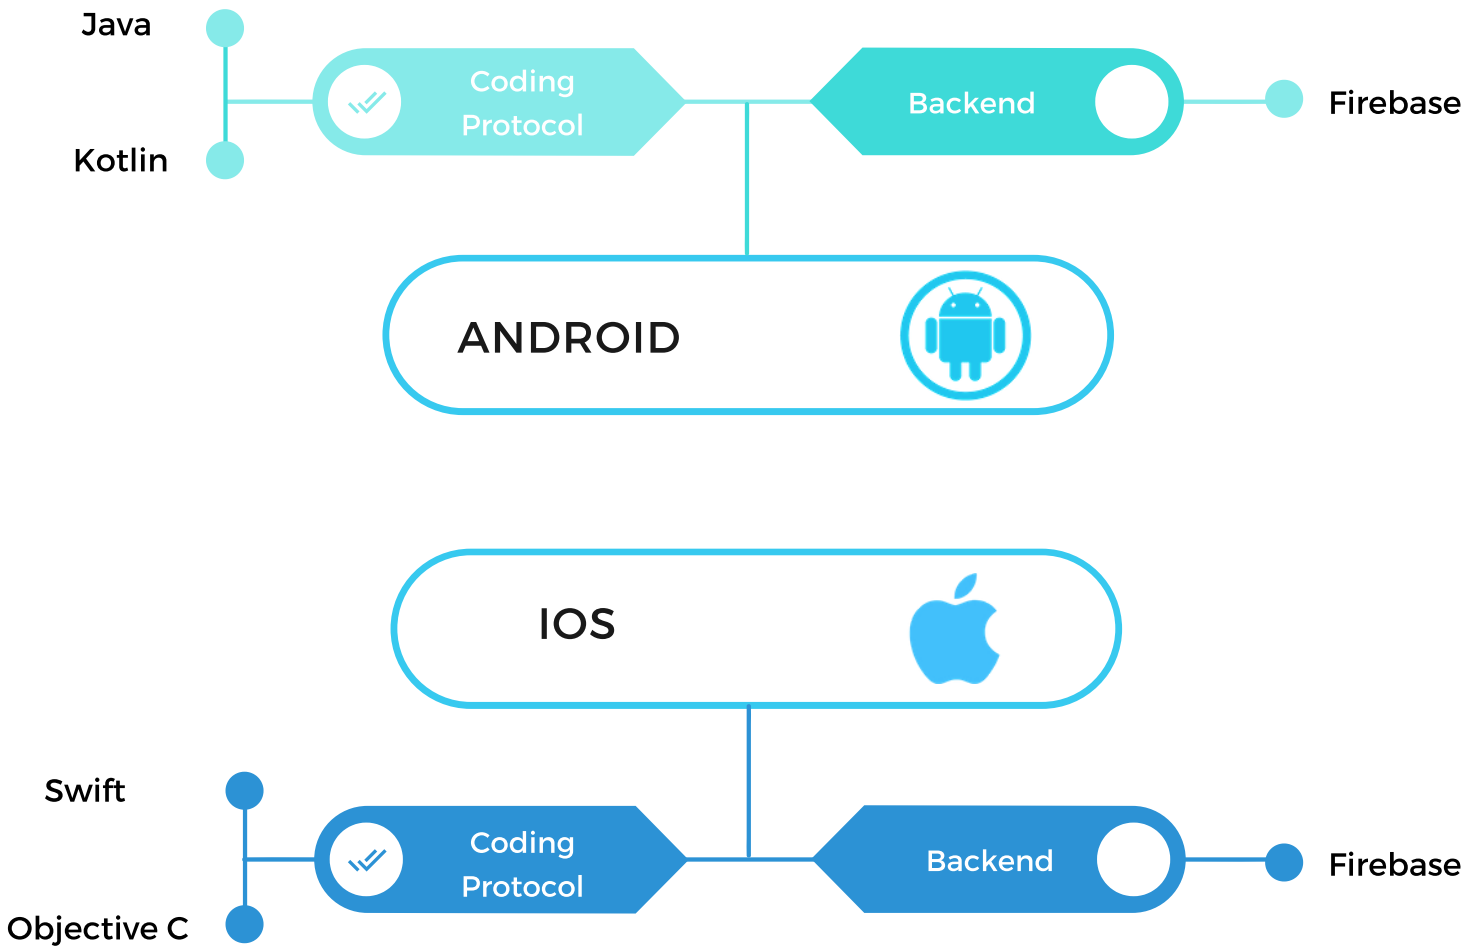 Java
Coding
Protocol
Backend
Firebase
Kotlin
ANDROID
IOS
Swift
Coding
Protocol
Backend
Firebase
Objective C